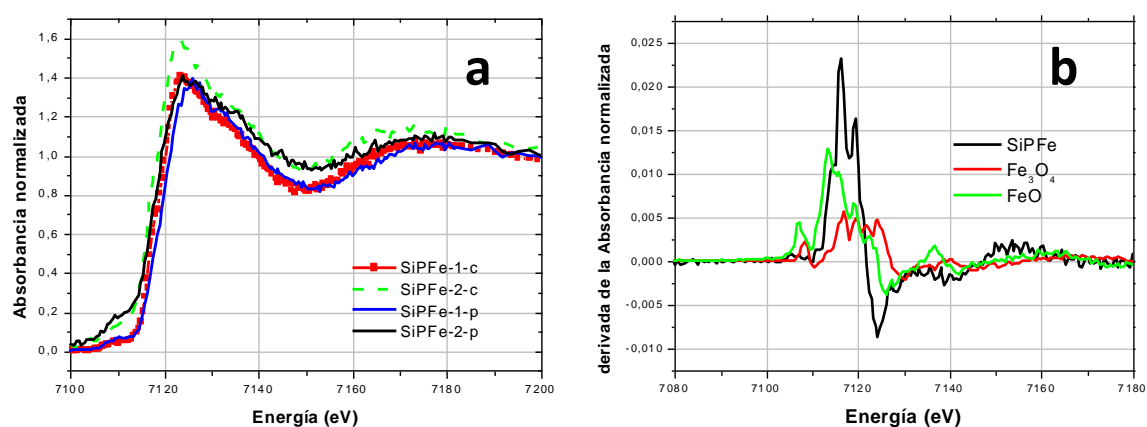 a
Absorbancia normalizada
1,6
1,4
1,2
1,0
0,8
0,6
0,4
0,2
0,0
SiPFe-1-c
SiPFe-2-c
SiPFe-1-p
SiPFe-2-p
7100 7120 7140 7160 7180 7200
Energía (eV)
b
derivada de la Absorbancia normalizada
0,025
0,020
0,015
0,010
0,005
0,000
-0,005
-0,010
SiPFe
Fe3O4
FeO
7080 7100 7120 7140 7160 7180
Energía (eV)